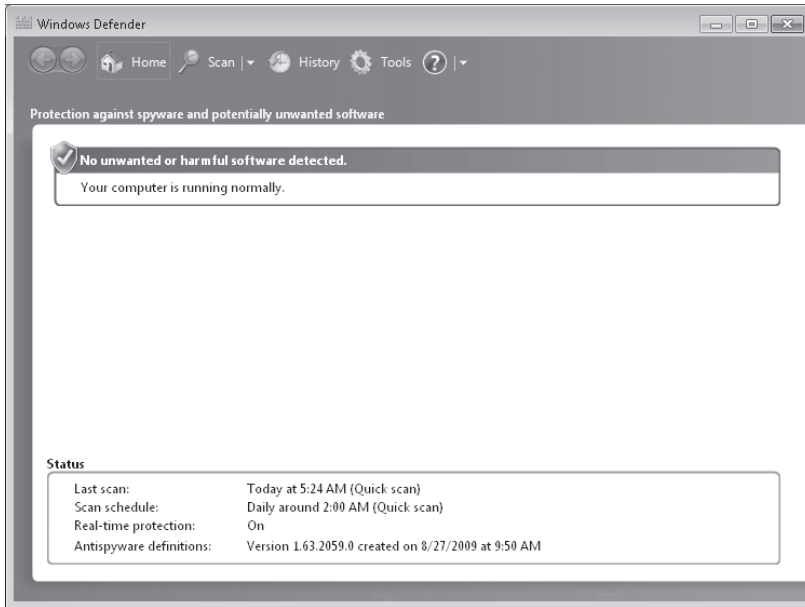 Windows Defender
Home Scan History Tools ?
Protection against spyware and potentially unwanted software
No unwanted or harmful software detected.
Your computer is running normally.
Status
Last scan: Today at 5:24 AM (Quick scan)
Scan schedule: Daily around 2:00 AM (Quick scan)
Real-time protection: On
Antispyware definitions: Version 1.63.2059.0 created on 8/27/2009 at 9:50 AM